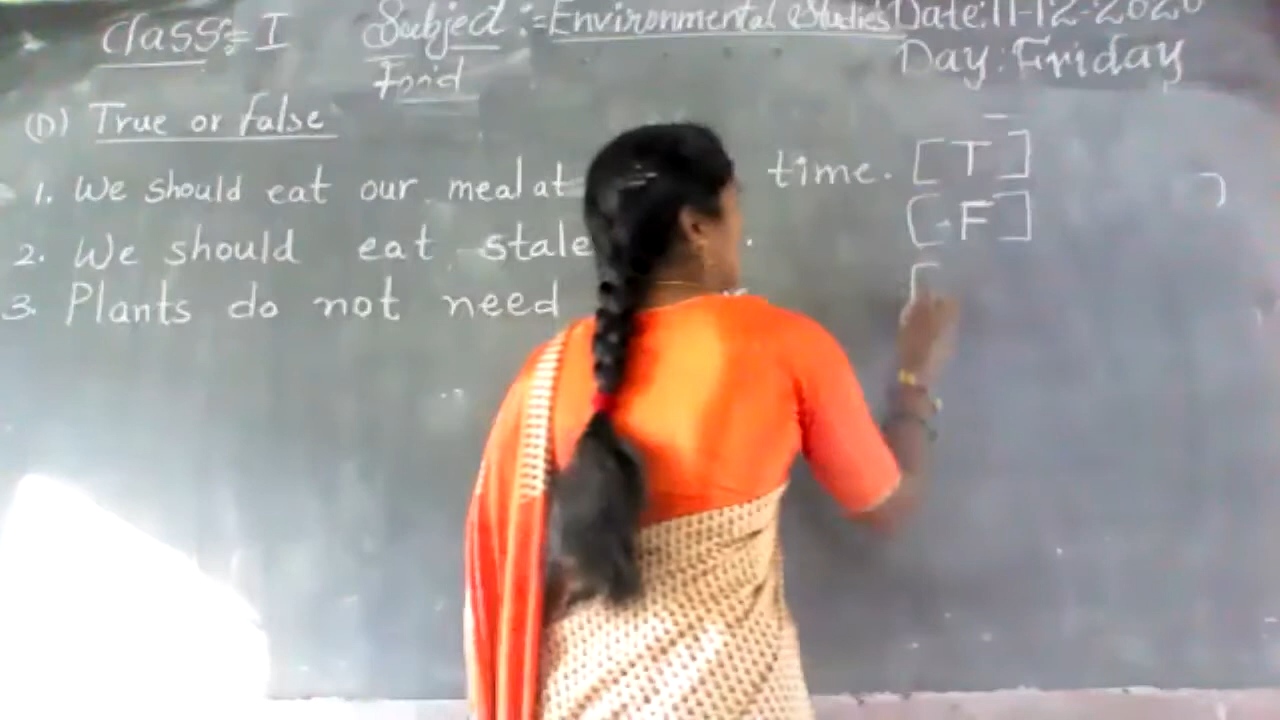 Class:= I Subject:= Environmental Studies Date:11-12-2020
Food Day: Friday
(D) True or false
1. We should eat our meal at time. [T]
2. We should eat stale . [F]
3. Plants do not need [